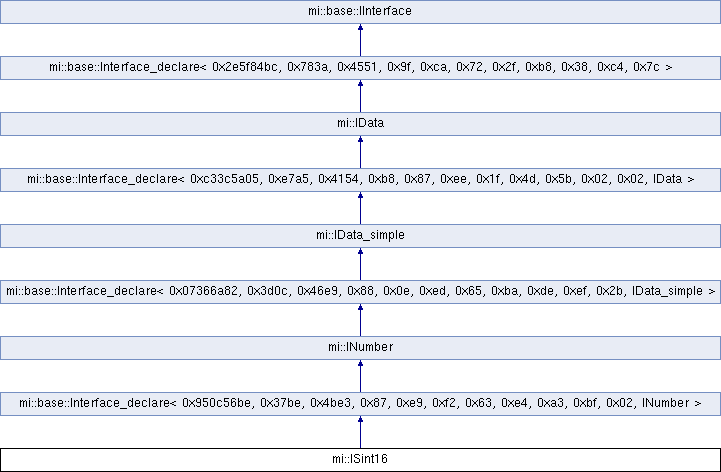 mi::base::IInterface
mi::base::Interface_declare< 0x2e5f84bc, 0x783a, 0x4551, 0x9f, 0xca, 0x72, 0x2f, 0xb8, 0x38, 0xc4, 0x7c >
mi::IData
mi::base::Interface_declare< 0xc33c5a05, 0xe7a5, 0x4154, 0xb8, 0x87, 0xee, 0x1f, 0x4d, 0x5b, 0x02, 0x02, IData >
mi::IData_simple
mi::base::Interface_declare< 0x07366a82, 0x3d0c, 0x46e9, 0x88, 0x0e, 0xed, 0x65, 0xba, 0xde, 0xef, 0x2b, IData_simple >
mi::INumber
mi::base::Interface_declare< 0x950c56be, 0x37be, 0x4be3, 0x87, 0xe9, 0xf2, 0x63, 0xe4, 0xa3, 0xbf, 0x02, INumber >
mi::ISint16